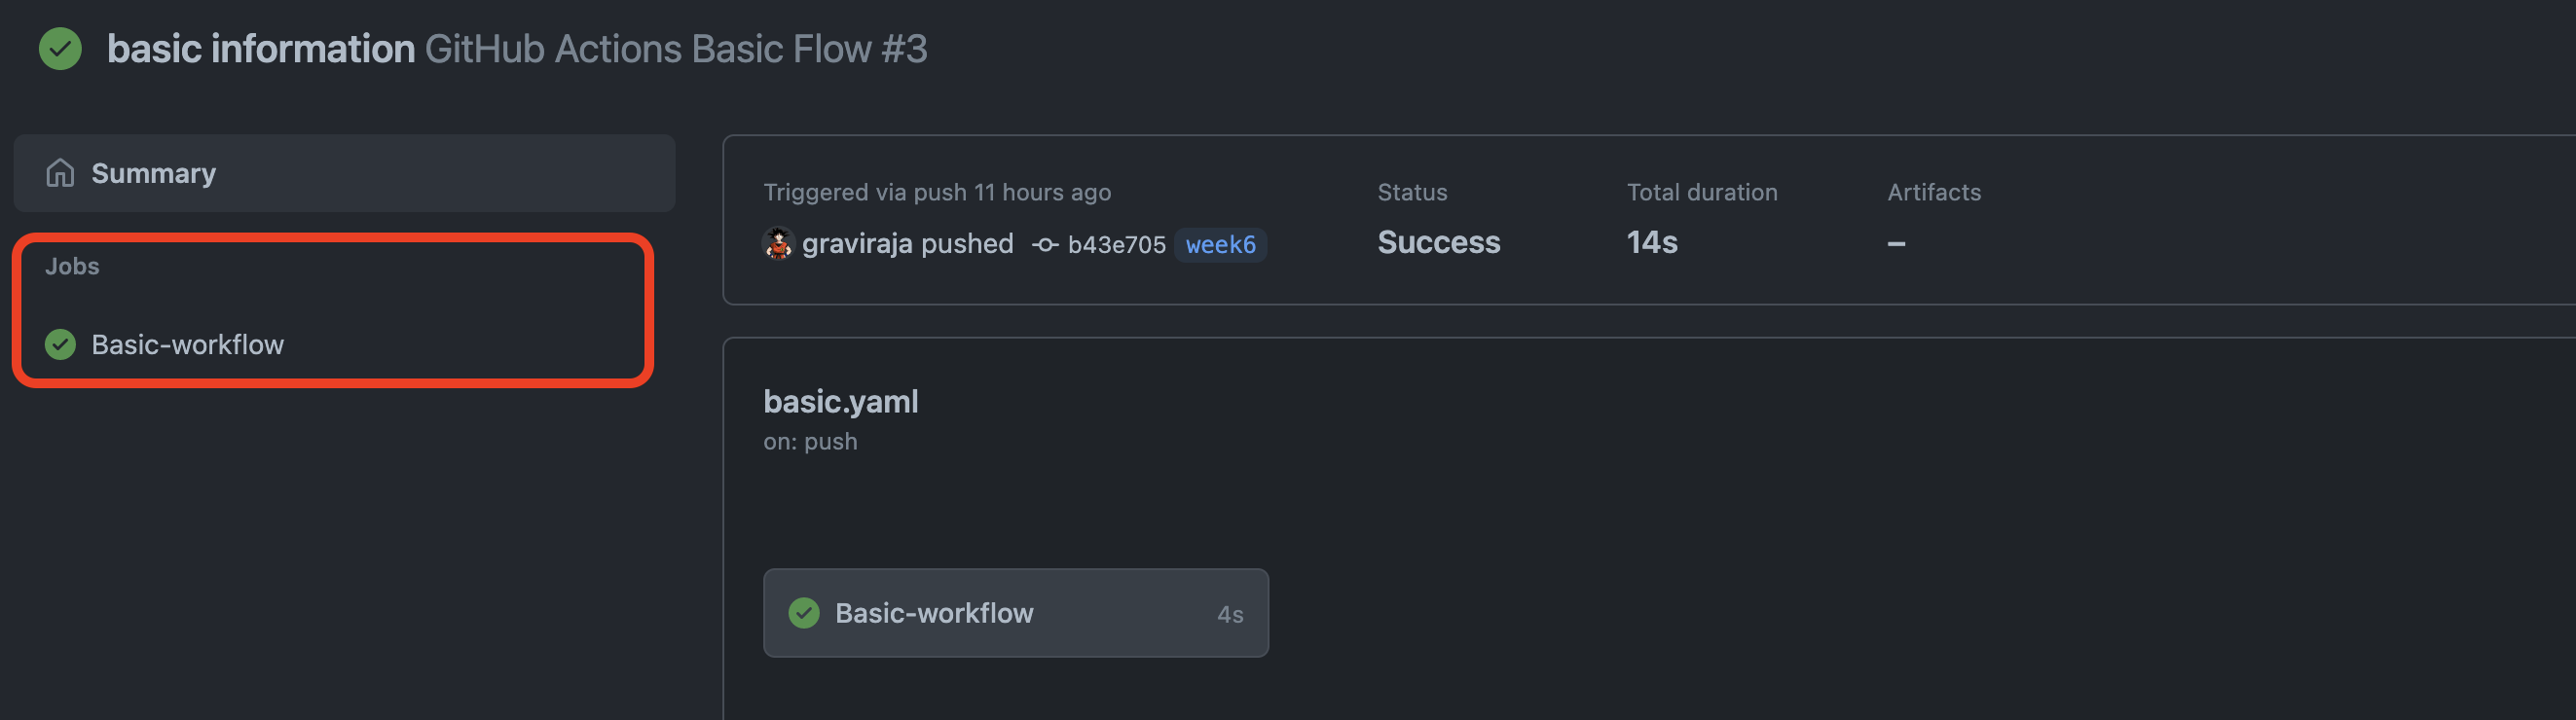 basic information GitHub Actions Basic Flow #3
Summary
Jobs
Basic-workflow
Triggered via push 11 hours ago
graviraja pushed b43e705 week6
Status
Success
Total duration
14s
Artifacts
–
basic.yaml
on: push
Basic-workflow 4s